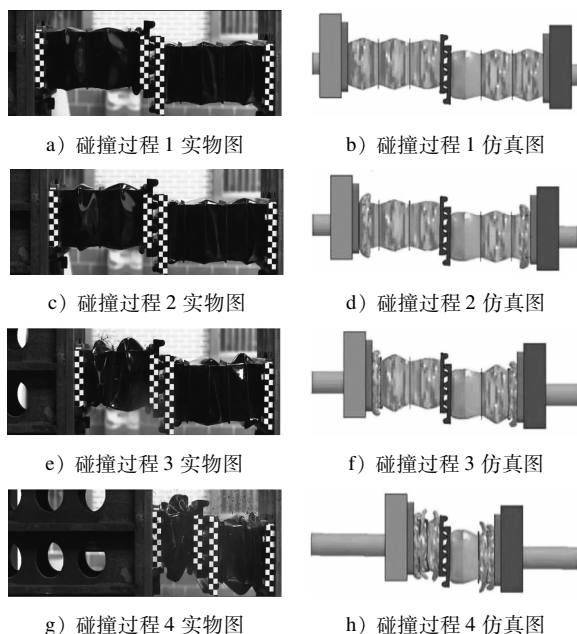 a）碰撞过程 1 实物图
b）碰撞过程 1 仿真图
c）碰撞过程 2 实物图
d）碰撞过程 2 仿真图
e）碰撞过程 3 实物图
f）碰撞过程 3 仿真图
g）碰撞过程 4 实物图
h）碰撞过程 4 仿真图